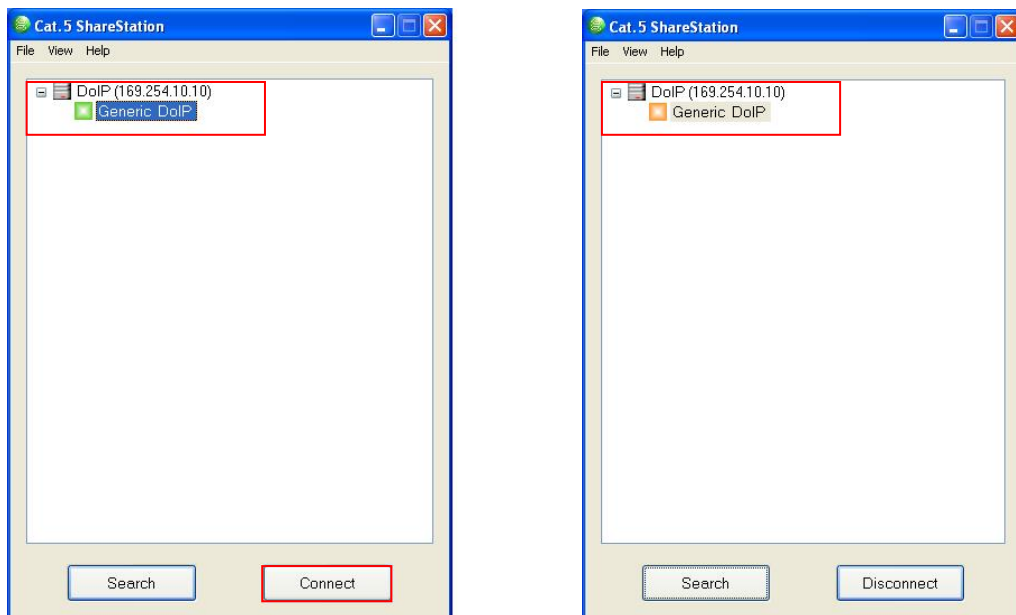 Cat.5 ShareStation
File View Help
DoIP (169.254.10.10)
Generic DoIP
Search Connect
Cat.5 ShareStation
File View Help
DoIP (169.254.10.10)
Generic DoIP
Search Disconnect